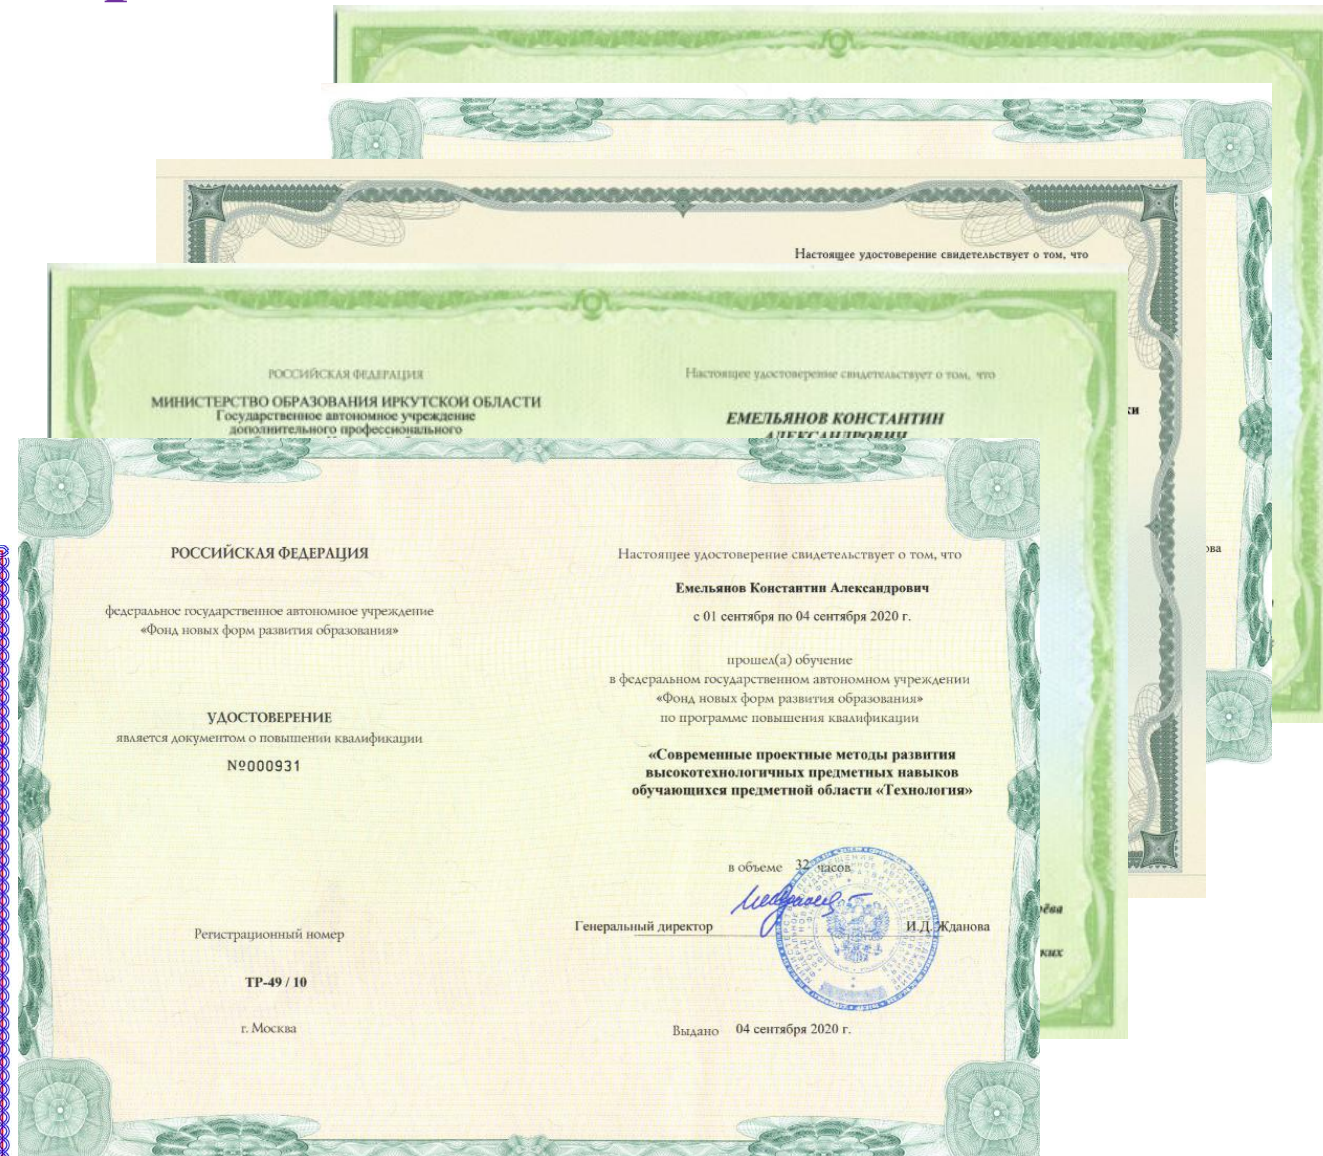 Настоящее удостоверение свидетельствует о том, что
РОССИЙСКАЯ ФЕДЕРАЦИЯ
МИНИСТЕРСТВО ОБРАЗОВАНИЯ ИРКУТСКОЙ ОБЛАСТИ
Государственное автономное учреждение
дополнительного профессионального
Настоящее удостоверение свидетельствует о том, что
ЕМЕЛЬЯНОВ КОНСТАНТИН
АЛЕКСАНДРОВИЧ
РОССИЙСКАЯ ФЕДЕРАЦИЯ
федеральное государственное автономное учреждение
«Фонд новых форм развития образования»
УДОСТОВЕРЕНИЕ
является документом о повышении квалификации
№000931
Регистрационный номер
ТР-49 / 10
г. Москва
Настоящее удостоверение свидетельствует о том, что
Емельянов Константин Александрович
с 01 сентября по 04 сентября 2020 г.
прошел(а) обучение
в федеральном государственном автономном учреждении
«Фонд новых форм развития образования»
по программе повышения квалификации
«Современные проектные методы развития
высокотехнологичных предметных навыков
обучающихся предметной области «Технология»
в объеме 32 часов
Генеральный директор И.Д. Жданова
Выдано 04 сентября 2020 г.